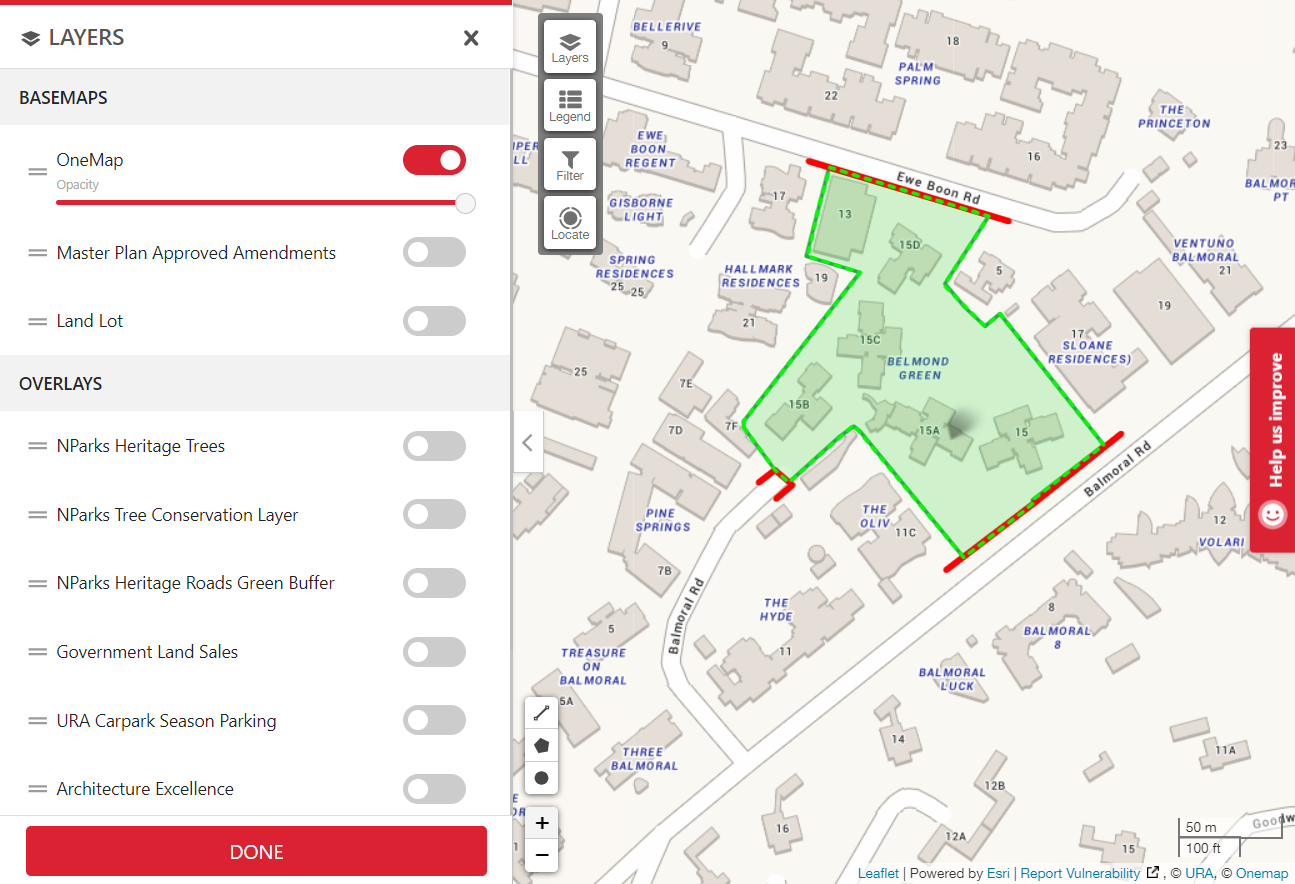 LAYERS
BASEMAPS
OneMap
Opacity
Master Plan Approved Amendments
Land Lot
OVERLAYS
NParks Heritage Trees
NParks Tree Conservation Layer
NParks Heritage Roads Green Buffer
Government Land Sales
URA Carpark Season Parking
Architecture Excellence
DONE
Layers
Legend
Filter
Locate
BELLERIVE
9
18
PALM
SPRING
22
THE
PRINCETON
16
23
BALMOR
PT
EWE
BOON
REGENT
GISBORNE
LIGHT
17
Ewe Boon Rd
13
15D
SPRING
RESIDENCES
25
25
HALLMARK
RESIDENCES
19
21
5
VENTUÑO
BALMORAL
21
19
17
SLOANE
RESIDENCES)
25
15C
BELMOND
GREEN
7E
15B
7D
7F
15A
15
Balmoral Rd
PINE
SPRINGS
THE
OLIV
11C
12
VOLARI
7B
Balmoral Rd
THE
HYDE
11
5
TREASURE
ON
BALMORAL
5A
8
BALMORAL
8
BALMORAL
LUCK
THREE
BALMORAL
14
11A
12B
12A
16
15
Goodw
50 m
100 ft
+
−
Help us improve
Leaflet | Powered by Esri | Report Vulnerability , © URA, © Onemap